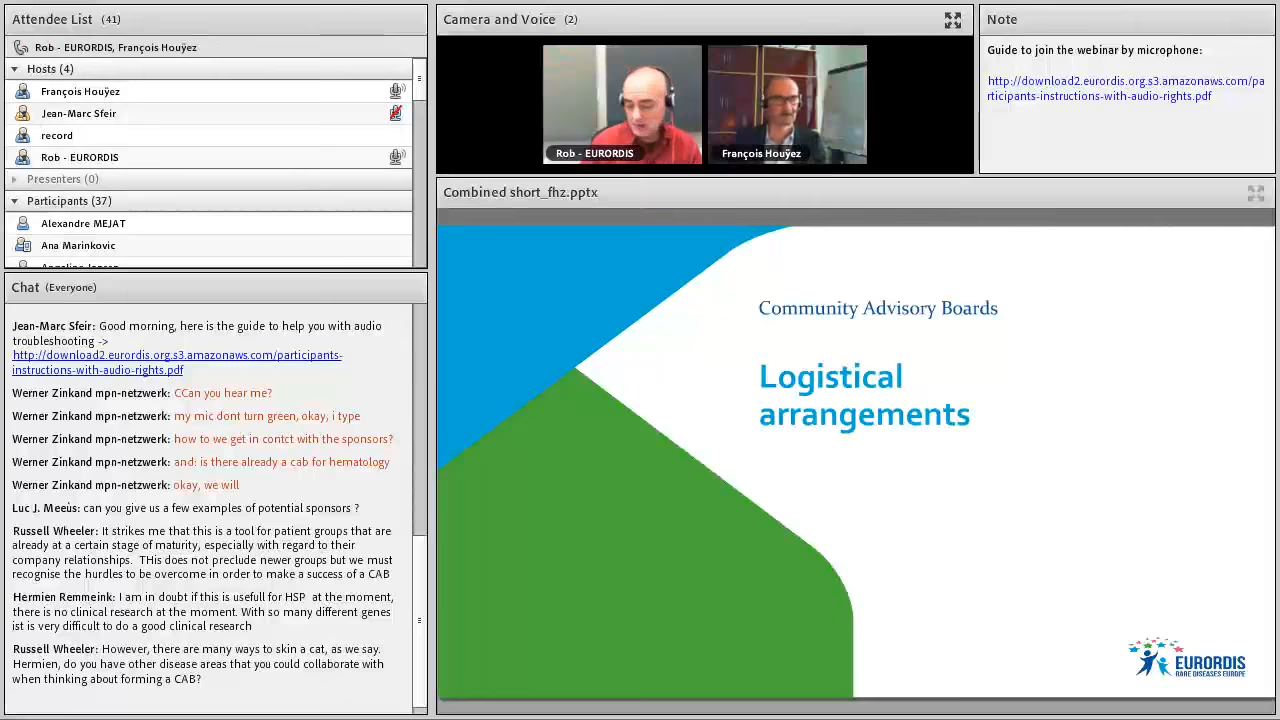 Attendee List (41)
Rob - EURORDIS, François Houÿez
Hosts (4)
François Houÿez
Jean-Marc Sfeir
record
Rob - EURORDIS
Presenters (0)
Participants (37)
Alexandre MEJAT
Ana Marinkovic
Chat (Everyone)
Jean-Marc Sfeir: Good morning, here is the guide to help you with audio
troubleshooting ->
http://download2.eurordis.org.s3.amazonaws.com/participants-
instructions-with-audio-rights.pdf
Werner Zinkand mpn-netzwerk: CCan you hear me?
Werner Zinkand mpn-netzwerk: my mic dont turn green, okay, i type
Werner Zinkand mpn-netzwerk: how to we get in contct with the sponsors?
Werner Zinkand mpn-netzwerk: and: is there already a cab for hematology
Werner Zinkand mpn-netzwerk: okay, we will
Luc J. Meeùs: can you give us a few examples of potential sponsors ?
Russell Wheeler: It strikes me that this is a tool for patient groups that are
already at a certain stage of maturity, especially with regard to their
company relationships. THis does not preclude newer groups but we must
recognise the hurdles to be overcome in order to make a success of a CAB
Hermien Remmeink: I am in doubt if this is usefull for HSP at the moment,
there is no clinical research at the moment. With so many different genes
ist is very difficult to do a good clinical research
Russell Wheeler: However, there are many ways to skin a cat, as we say.
Hermien, do you have other disease areas that you could collaborate with
when thinking about forming a CAB?
Camera and Voice (2)
Rob - EURORDIS
François Houÿez
Note
Guide to join the webinar by microphone:
http://download2.eurordis.org.s3.amazonaws.com/pa
rticipants-instructions-with-audio-rights.pdf
Combined short_fhz.pptx
Community Advisory Boards
Logistical
arrangements
EURORDIS
RARE DISEASES EUROPE